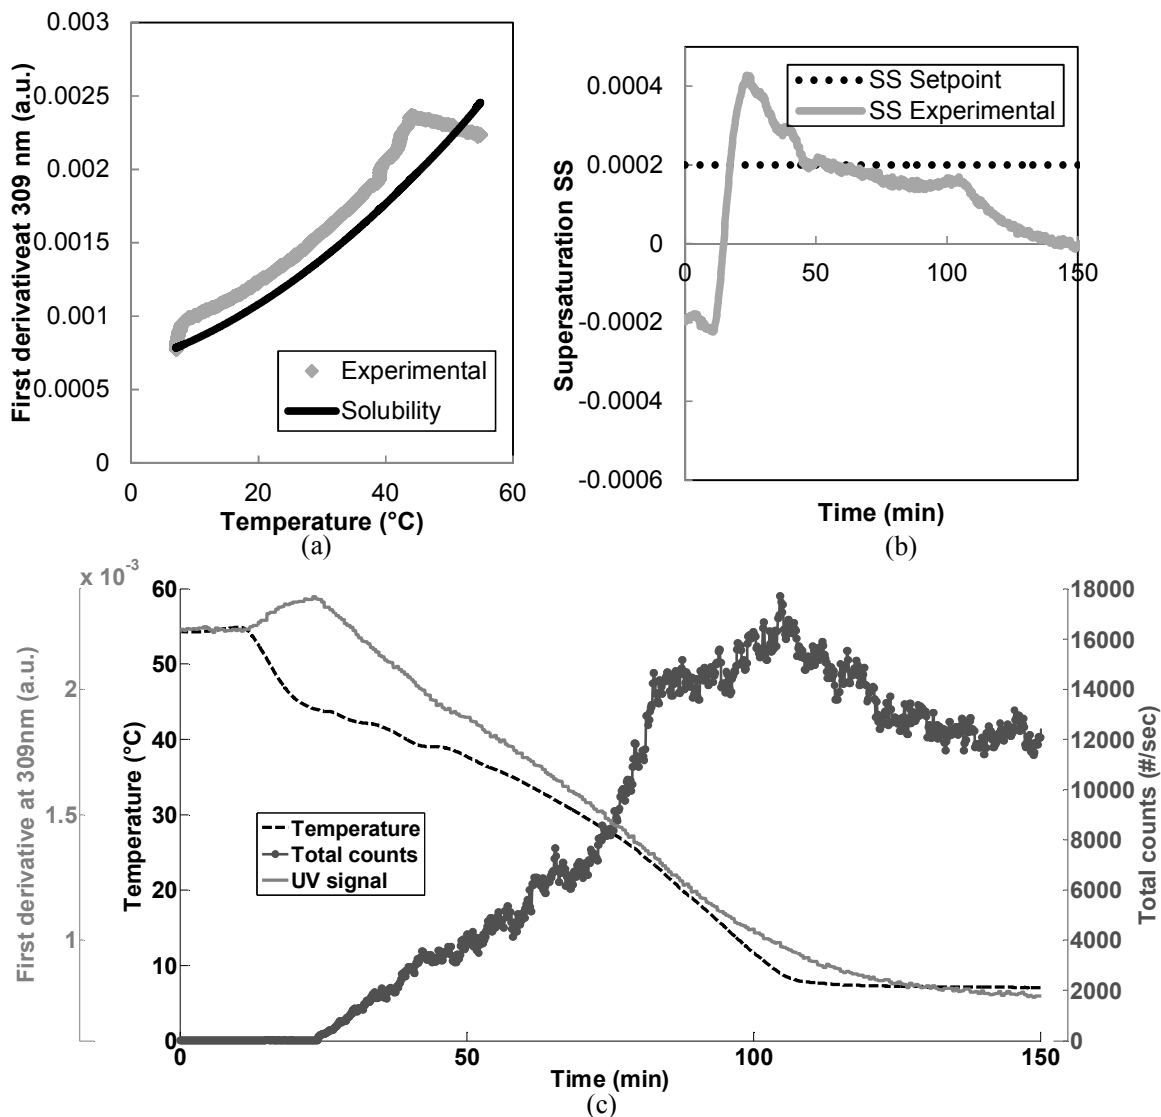 First derivativeat 309 nm (a.u.)
0.003
0.0025
0.002
0.0015
0.001
0.0005
0
0
20
40
60
Experimental
Solubility
Temperature (°C)
(a)
Supersaturation SS
0.0004
0.0002
0
-0.0002
-0.0004
-0.0006
0
50
100
150
SS Setpoint
SS Experimental
Time (min)
(b)
x 10-3
First derivative at 309nm (a.u.)
2
1.5
1
Temperature (°C)
60
50
40
30
20
10
0
Temperature
Total counts
UV signal
18000
16000
14000
12000
10000
8000
6000
4000
2000
0
Total counts (#/sec)
0
50
100
150
Time (min)
(c)